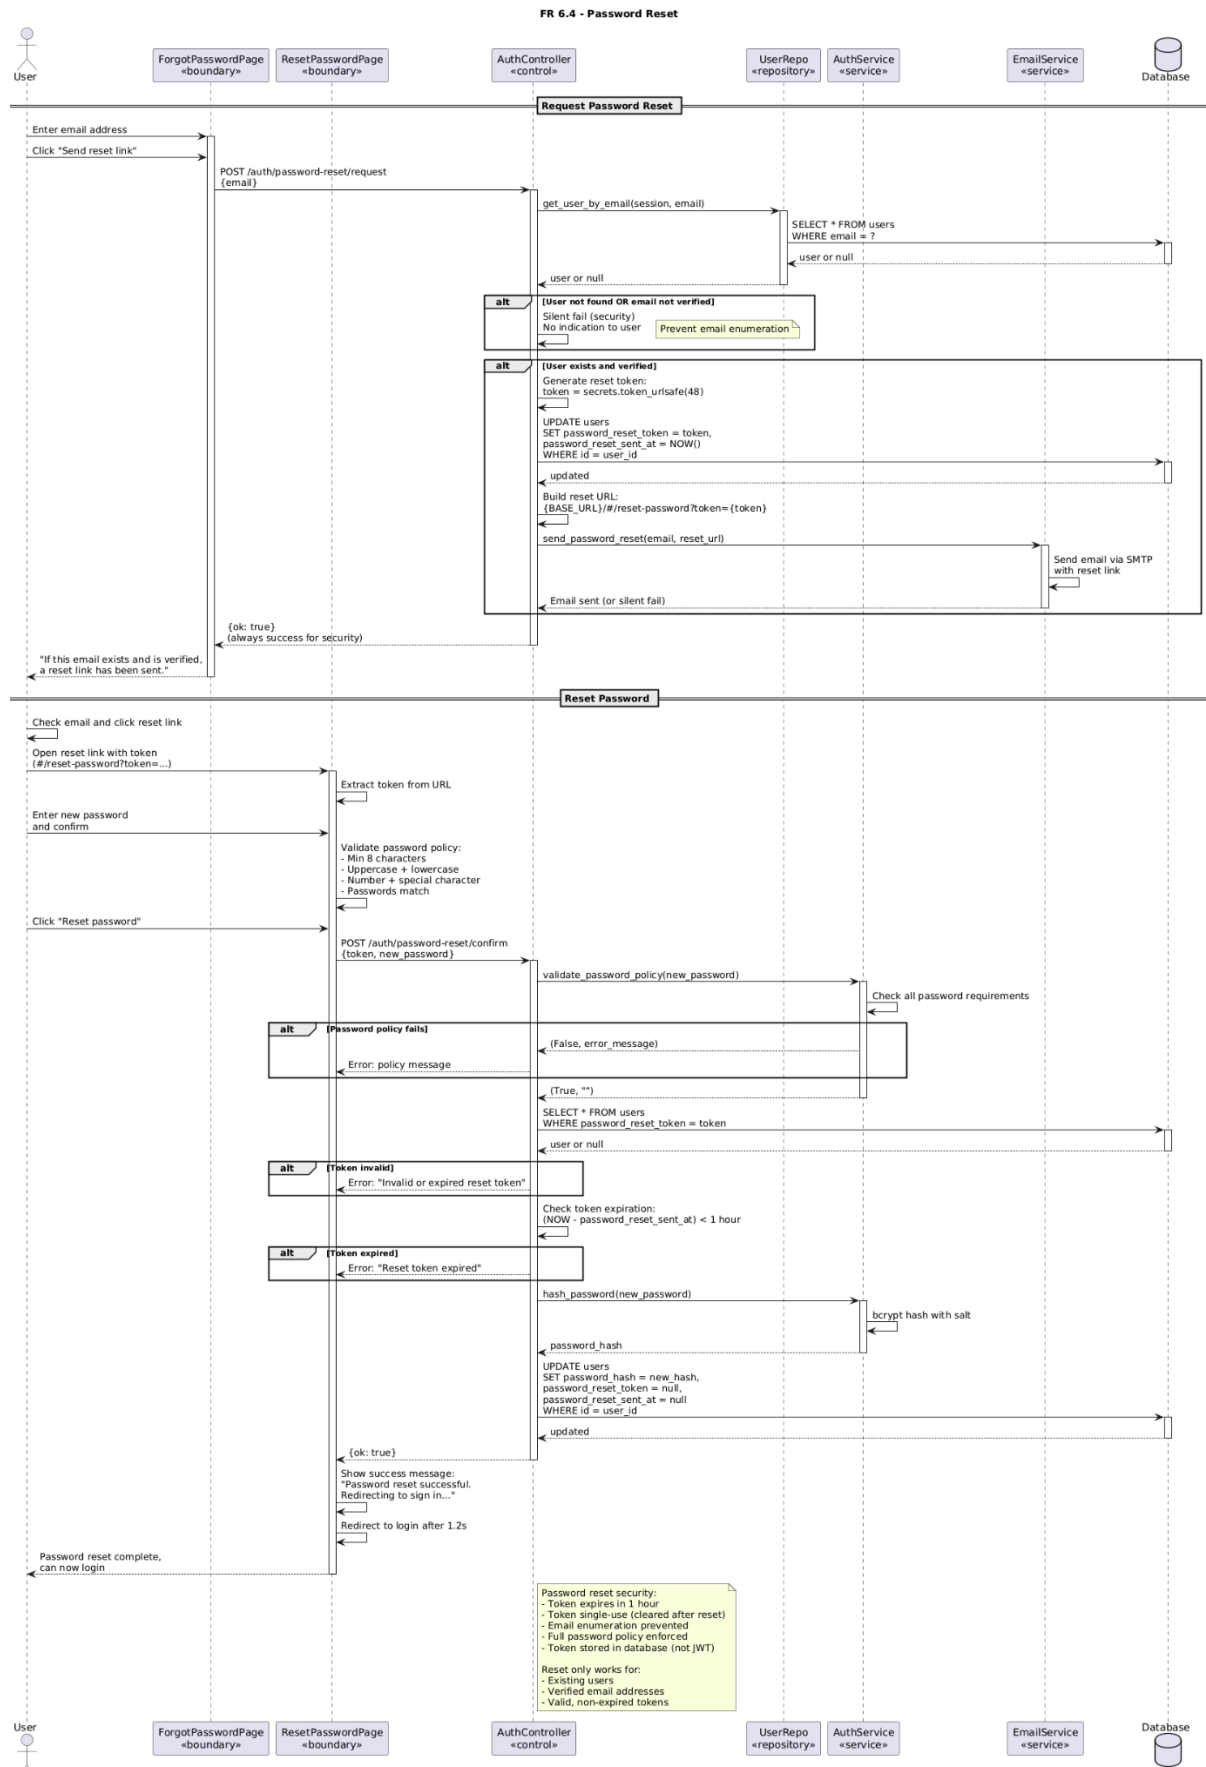 FR 6.4 - Password Reset
User
ForgotPasswordPage
«boundary»
ResetPasswordPage
«boundary»
AuthController
«control»
UserRepo
«repository»
AuthService
«service»
EmailService
«service»
Database
Request Password Reset
Enter email address
Click "Send reset link"
POST /auth/password-reset/request
{email}
get_user_by_email(session, email)
SELECT * FROM users
WHERE email = ?
user or null
user or null
alt [User not found OR email not verified]
Silent fail (security)
No indication to user
Prevent email enumeration
alt [User exists and verified]
Generate reset token:
token = secrets.token_urlsafe(48)
UPDATE users
SET password_reset_token = token,
password_reset_sent_at = NOW()
WHERE id = user_id
updated
Build reset URL:
{BASE_URL}/#/reset-password?token={token}
send_password_reset(email, reset_url)
Send email via SMTP
with reset link
Email sent (or silent fail)
{ok: true}
(always success for security)
"If this email exists and is verified,
a reset link has been sent."
Reset Password
Check email and click reset link
Open reset link with token
(#/reset-password?token=...)
Extract token from URL
Enter new password
and confirm
Validate password policy:
- Min 8 characters
- Uppercase + lowercase
- Number + special character
- Passwords match
Click "Reset password"
POST /auth/password-reset/confirm
{token, new_password}
validate_password_policy(new_password)
Check all password requirements
alt [Password policy fails]
(False, error_message)
Error: policy message
(True, "")
SELECT * FROM users
WHERE password_reset_token = token
user or null
alt [Token invalid]
Error: "Invalid or expired reset token"
Check token expiration:
(NOW - password_reset_sent_at) < 1 hour
alt [Token expired]
Error: "Reset token expired"
hash_password(new_password)
bcrypt hash with salt
password_hash
UPDATE users
SET password_hash = new_hash,
password_reset_token = null,
password_reset_sent_at = null
WHERE id = user_id
updated
{ok: true}
Show success message:
"Password reset successful.
Redirecting to sign in..."
Redirect to login after 1.2s
Password reset complete,
can now login
Password reset security:
- Token expires in 1 hour
- Token single-use (cleared after reset)
- Email enumeration prevented
- Full password policy enforced
- Token stored in database (not JWT)
Reset only works for:
- Existing users
- Verified email addresses
- Valid, non-expired tokens
User
ForgotPasswordPage
«boundary»
ResetPasswordPage
«boundary»
AuthController
«control»
UserRepo
«repository»
AuthService
«service»
EmailService
«service»
Database